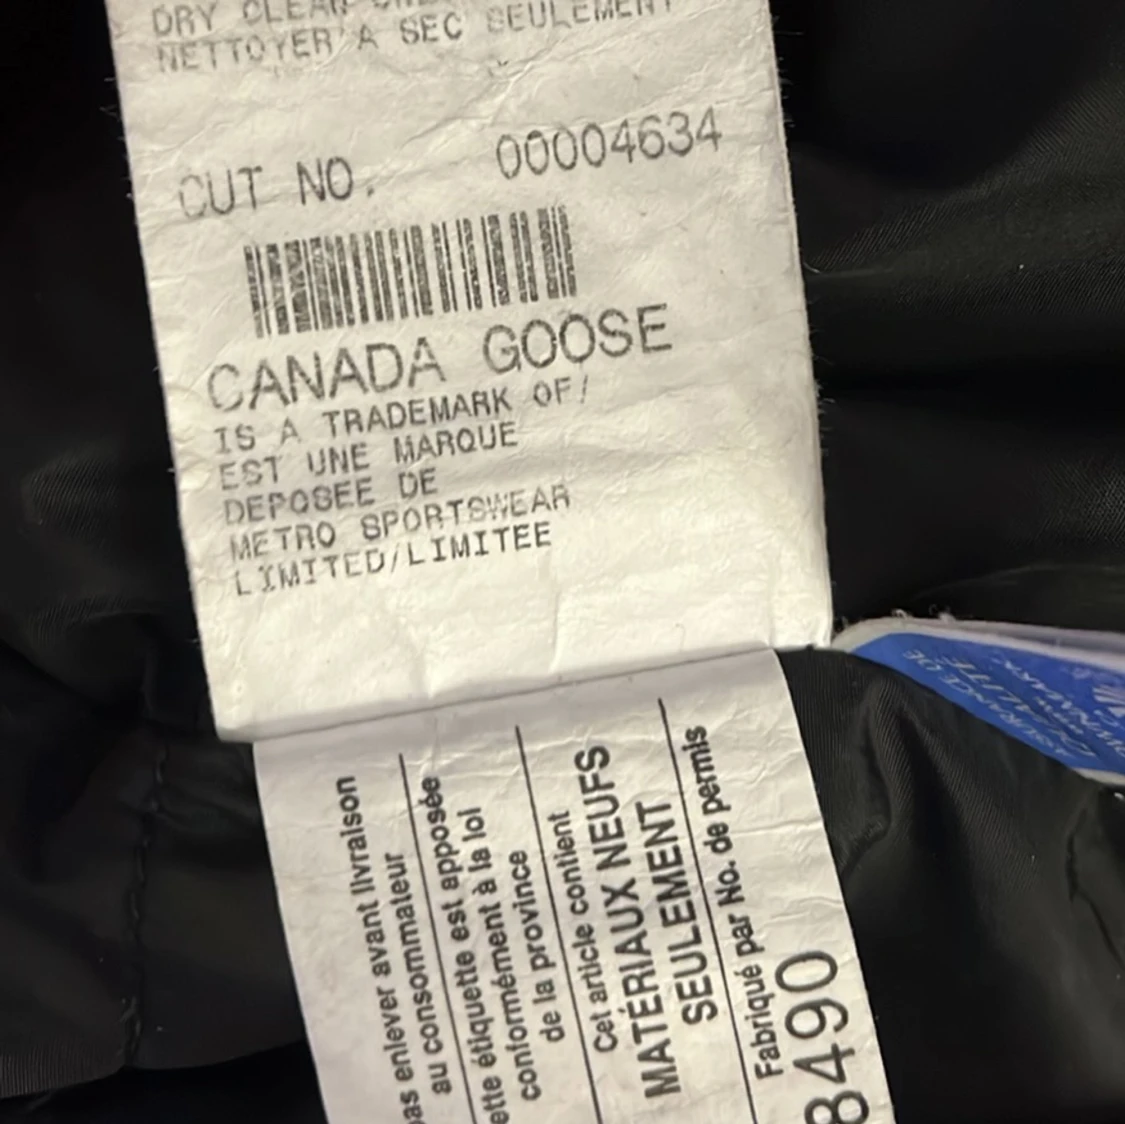 DRY CLEAN
NETTOYER A SEC SEULEMENT
CUT NO. 00004634
CANADA GOOSE
IS A TRADEMARK OF/
EST UNE MARQUE
DEPOSEE DE
METRO SPORTSWEAR
LIMITED/LIMITEE
pas enlever avant livraison
au consommateur
ette étiquette est apposée
conformément à la loi
de la province
Cet article contient
MATÉRIAUX NEUFS
SEULEMENT
Fabriqué par No. de permis
8490